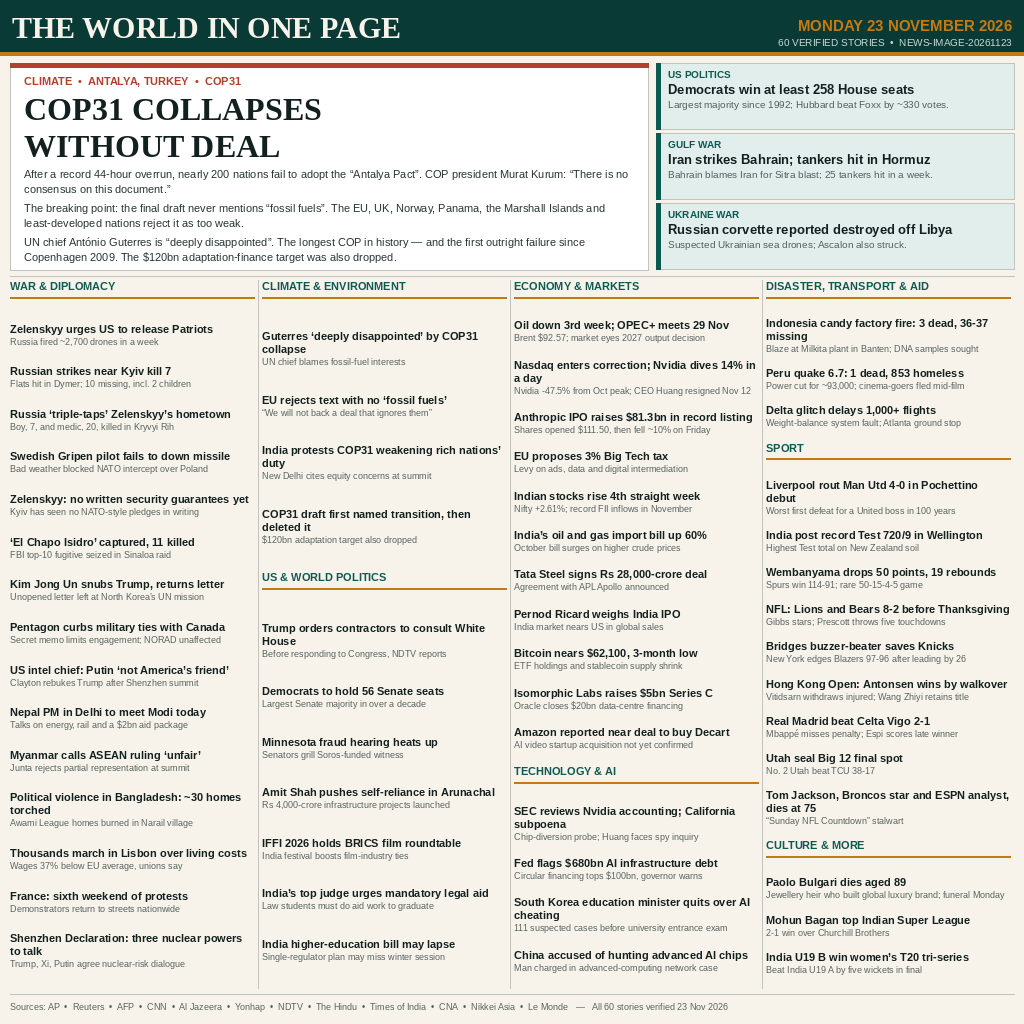 THE WORLD IN ONE PAGE
MONDAY 23 NOVEMBER 2026
60 VERIFIED STORIES • NEWS-IMAGE-20261123
CLIMATE • ANTALYA, TURKEY • COP31
COP31 COLLAPSES
WITHOUT DEAL
After a record 44-hour overrun, nearly 200 nations fail to adopt the “Antalya Pact”. COP president Murat Kurum: “There is no
consensus on this document.”
The breaking point: the final draft never mentions “fossil fuels”. The EU, UK, Norway, Panama, the Marshall Islands and
least-developed nations reject it as too weak.
UN chief António Guterres is “deeply disappointed”. The longest COP in history — and the first outright failure since
Copenhagen 2009. The $120bn adaptation-finance target was also dropped.
US POLITICS
Democrats win at least 258 House seats
Largest majority since 1992; Hubbard beat Foxx by ~330 votes.
GULF WAR
Iran strikes Bahrain; tankers hit in Hormuz
Bahrain blames Iran for Sitra blast; 25 tankers hit in a week.
UKRAINE WAR
Russian corvette reported destroyed off Libya
Suspected Ukrainian sea drones; Ascalon also struck.
WAR & DIPLOMACY
Zelenskyy urges US to release Patriots
Russia fired ~2,700 drones in a week
Russian strikes near Kyiv kill 7
Flats hit in Dymer; 10 missing, incl. 2 children
Russia ‘triple-taps’ Zelenskyy’s hometown
Boy, 7, and medic, 20, killed in Kryvyi Rih
Swedish Gripen pilot fails to down missile
Bad weather blocked NATO intercept over Poland
Zelenskyy: no written security guarantees yet
Kyiv has seen no NATO-style pledges in writing
‘El Chapo Isidro’ captured, 11 killed
FBI top-10 fugitive seized in Sinaloa raid
Kim Jong Un snubs Trump, returns letter
Unopened letter left at North Korea’s UN mission
Pentagon curbs military ties with Canada
Secret memo limits engagement; NORAD unaffected
US intel chief: Putin ‘not America’s friend’
Clayton rebukes Trump after Shenzhen summit
Nepal PM in Delhi to meet Modi today
Talks on energy, rail and a $2bn aid package
Myanmar calls ASEAN ruling ‘unfair’
Junta rejects partial representation at summit
Political violence in Bangladesh: ~30 homes
torched
Awami League homes burned in Narail village
Thousands march in Lisbon over living costs
Wages 37% below EU average, unions say
France: sixth weekend of protests
Demonstrators return to streets nationwide
Shenzhen Declaration: three nuclear powers
to talk
Trump, Xi, Putin agree nuclear-risk dialogue
CLIMATE & ENVIRONMENT
Guterres ‘deeply disappointed’ by COP31
collapse
UN chief blames fossil-fuel interests
EU rejects text with no ‘fossil fuels’
“We will not back a deal that ignores them”
India protests COP31 weakening rich nations’
duty
New Delhi cites equity concerns at summit
COP31 draft first named transition, then
deleted it
$120bn adaptation target also dropped
US & WORLD POLITICS
Trump orders contractors to consult White
House
Before responding to Congress, NDTV reports
Democrats to hold 56 Senate seats
Largest Senate majority in over a decade
Minnesota fraud hearing heats up
Senators grill Soros-funded witness
Amit Shah pushes self-reliance in Arunachal
Rs 4,000-crore infrastructure projects launched
IFFI 2026 holds BRICS film roundtable
India festival boosts film-industry ties
India’s top judge urges mandatory legal aid
Law students must do aid work to graduate
India higher-education bill may lapse
Single-regulator plan may miss winter session
ECONOMY & MARKETS
Oil down 3rd week; OPEC+ meets 29 Nov
Brent $92.57; market eyes 2027 output decision
Nasdaq enters correction; Nvidia dives 14% in
a day
Nvidia -47.5% from Oct peak; CEO Huang resigned Nov 12
Anthropic IPO raises $81.3bn in record listing
Shares opened $111.50, then fell ~10% on Friday
EU proposes 3% Big Tech tax
Levy on ads, data and digital intermediation
Indian stocks rise 4th straight week
Nifty +2.61%; record FII inflows in November
India’s oil and gas import bill up 60%
October bill surges on higher crude prices
Tata Steel signs Rs 28,000-crore deal
Agreement with APL Apollo announced
Pernod Ricard weighs India IPO
India market nears US in global sales
Bitcoin nears $62,100, 3-month low
ETF holdings and stablecoin supply shrink
Isomorphic Labs raises $5bn Series C
Oracle closes $20bn data-centre financing
Amazon reported near deal to buy Decart
AI video startup acquisition not yet confirmed
TECHNOLOGY & AI
SEC reviews Nvidia accounting; California
subpoena
Chip-diversion probe; Huang faces spy inquiry
Fed flags $680bn AI infrastructure debt
Circular financing tops $100bn, governor warns
South Korea education minister quits over AI
cheating
111 suspected cases before university entrance exam
China accused of hunting advanced AI chips
Man charged in advanced-computing network case
DISASTER, TRANSPORT & AID
Indonesia candy factory fire: 3 dead, 36-37
missing
Blaze at Milkita plant in Banten; DNA samples sought
Peru quake 6.7: 1 dead, 853 homeless
Power cut for ~93,000; cinema-goers fled mid-film
Delta glitch delays 1,000+ flights
Weight-balance system fault; Atlanta ground stop
SPORT
Liverpool rout Man Utd 4-0 in Pochettino
debut
Worst first defeat for a United boss in 100 years
India post record Test 720/9 in Wellington
Highest Test total on New Zealand soil
Wembanyama drops 50 points, 19 rebounds
Spurs win 114-91; rare 50-15-4-5 game
NFL: Lions and Bears 8-2 before Thanksgiving
Gibbs stars; Prescott throws five touchdowns
Bridges buzzer-beater saves Knicks
New York edges Blazers 97-96 after leading by 26
Hong Kong Open: Antonsen wins by walkover
Vitidsarn withdraws injured; Wang Zhiyi retains title
Real Madrid beat Celta Vigo 2-1
Mbappé misses penalty; Espi scores late winner
Utah seal Big 12 final spot
No. 2 Utah beat TCU 38-17
Tom Jackson, Broncos star and ESPN analyst,
dies at 75
“Sunday NFL Countdown” stalwart
CULTURE & MORE
Paolo Bulgari dies aged 89
Jewellery heir who built global luxury brand; funeral Monday
Mohun Bagan top Indian Super League
2-1 win over Churchill Brothers
India U19 B win women’s T20 tri-series
Beat India U19 A by five wickets in final
Sources: AP • Reuters • AFP • CNN • Al Jazeera • Yonhap • NDTV • The Hindu • Times of India • CNA • Nikkei Asia • Le Monde — All 60 stories verified 23 Nov 2026